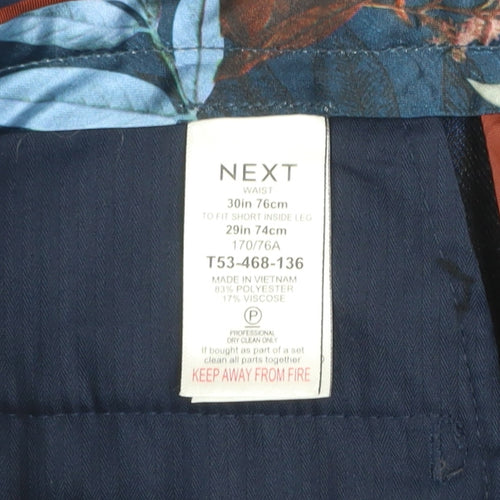 NEXT
WAIST
30in 76cm
TO FIT SHORT INSIDE LEG
29in 74cm
170/76A
T53-468-136
MADE IN VIETNAM
83% POLYESTER
17% VISCOSE
P
PROFESSIONAL
DRY CLEAN ONLY
If bought as part of a set
clean all parts together
KEEP AWAY FROM FIRE